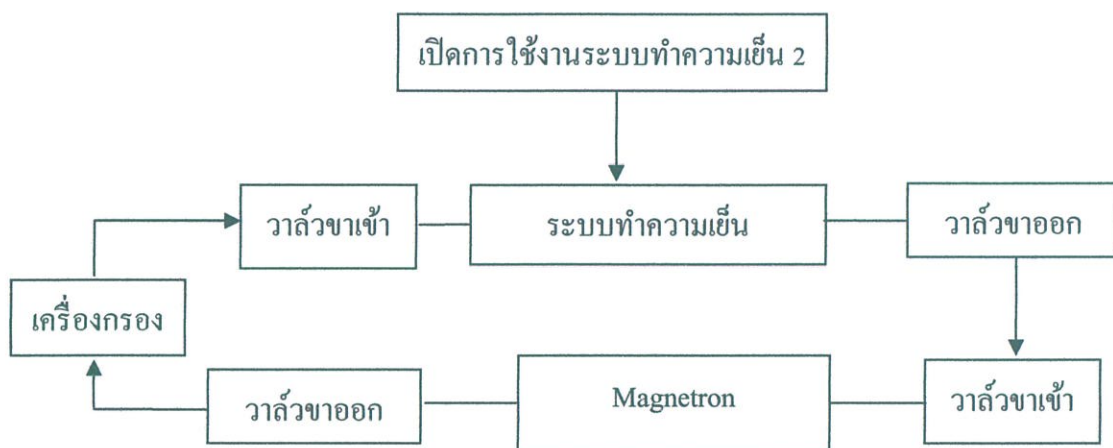 เปิดการใช้งานระบบทำความเย็น 2
วาล์วขาเข้า
ระบบทำความเย็น
วาล์วขาออก
เครื่องกรอง
วาล์วขาออก
Magnetron
วาล์วขาเข้า